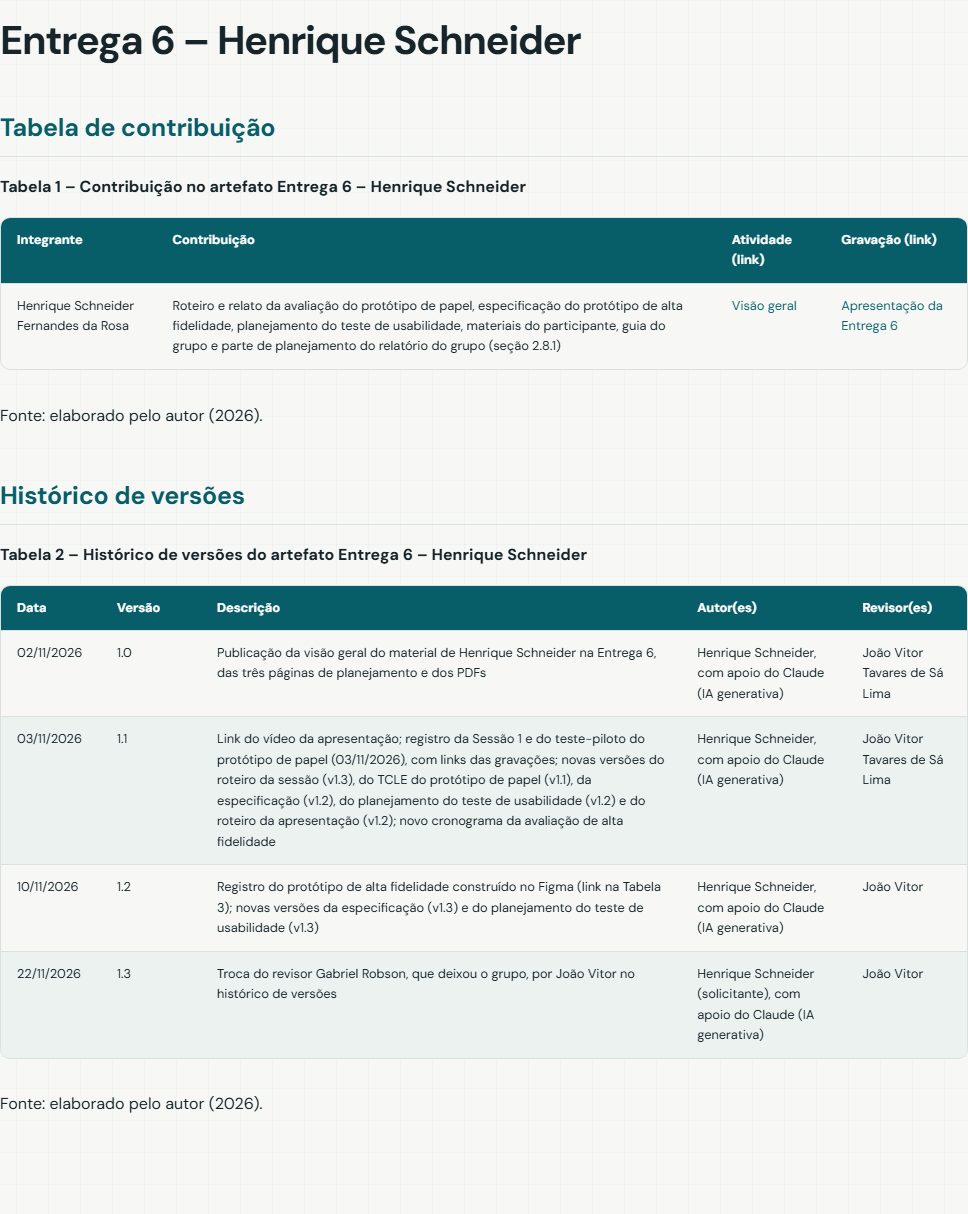 Entrega 6 – Henrique Schneider
Tabela de contribuição
Tabela 1 – Contribuição no artefato Entrega 6 – Henrique Schneider
Integrante
Contribuição
Atividade
(link)
Gravação (link)
Henrique Schneider
Fernandes da Rosa
Roteiro e relato da avaliação do protótipo de papel, especificação do protótipo de alta
fidelidade, planejamento do teste de usabilidade, materiais do participante, guia do
grupo e parte de planejamento do relatório do grupo (seção 2.8.1)
Visão geral
Apresentação da
Entrega 6
Fonte: elaborado pelo autor (2026).
Histórico de versões
Tabela 2 – Histórico de versões do artefato Entrega 6 – Henrique Schneider
Data
Versão
Descrição
Autor(es)
Revisor(es)
02/11/2026
1.0
Publicação da visão geral do material de Henrique Schneider na Entrega 6,
das três páginas de planejamento e dos PDFs
Henrique Schneider,
com apoio do Claude
(IA generativa)
João Vitor
Tavares de Sá
Lima
03/11/2026
1.1
Link do vídeo da apresentação; registro da Sessão 1 e do teste-piloto do
protótipo de papel (03/11/2026), com links das gravações; novas versões do
roteiro da sessão (v1.3), do TCLE do protótipo de papel (v1.1), da
especificação (v1.2), do planejamento do teste de usabilidade (v1.2) e do
roteiro da apresentação (v1.2); novo cronograma da avaliação de alta
fidelidade
Henrique Schneider,
com apoio do Claude
(IA generativa)
João Vitor
Tavares de Sá
Lima
10/11/2026
1.2
Registro do protótipo de alta fidelidade construído no Figma (link na Tabela
3); novas versões da especificação (v1.3) e do planejamento do teste de
usabilidade (v1.3)
Henrique Schneider,
com apoio do Claude
(IA generativa)
João Vitor
22/11/2026
1.3
Troca do revisor Gabriel Robson, que deixou o grupo, por João Vitor no
histórico de versões
Henrique Schneider
(solicitante), com
apoio do Claude (IA
generativa)
João Vitor
Fonte: elaborado pelo autor (2026).